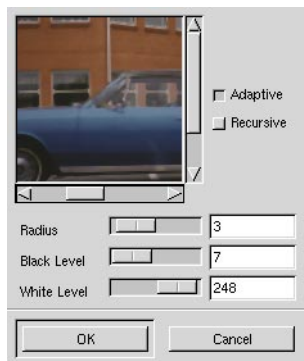 Adaptive
Recursive
Radius 3
Black Level 7
White Level 248
OK Cancel